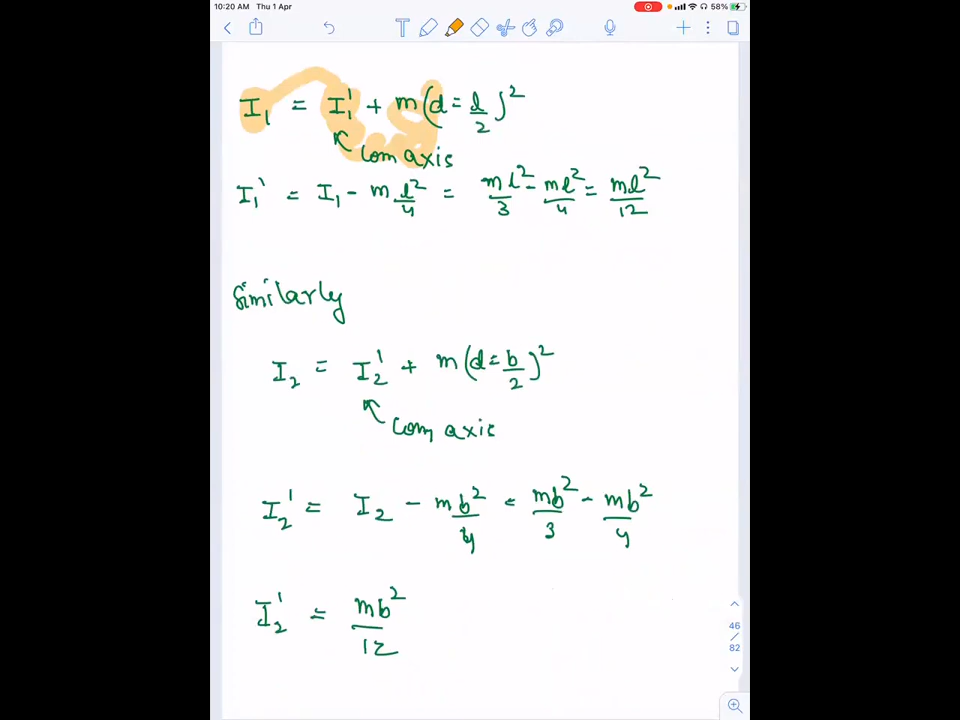 10:20 AM Thu 1 Apr 58%
I₁ = I₁' + m(d = l/2)²
com axis
I₁' = I₁ - m l²/4 = ml²/3 - ml²/4 = ml²/12
Similarly
I₂ = I₂' + m(d = b/2)²
com axis
I₂' = I₂ - mb²/4 = mb²/3 - mb²/4
I₂' = mb²/12
46
/
82